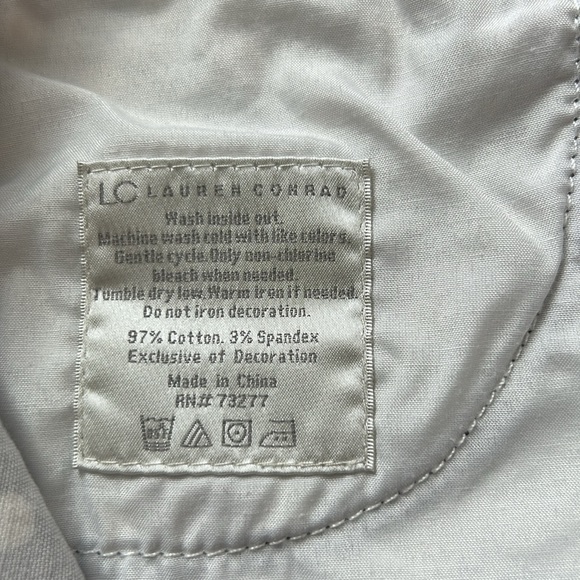 LC LAUREN CONRAD
Wash inside out.
Machine wash cold with like colors.
Gentle cycle. Only non-chlorine
bleach when needed.
Tumble dry low. Warm iron if needed.
Do not iron decoration.
97% Cotton. 3% Spandex
Exclusive of Decoration
Made in China
RN# 73277